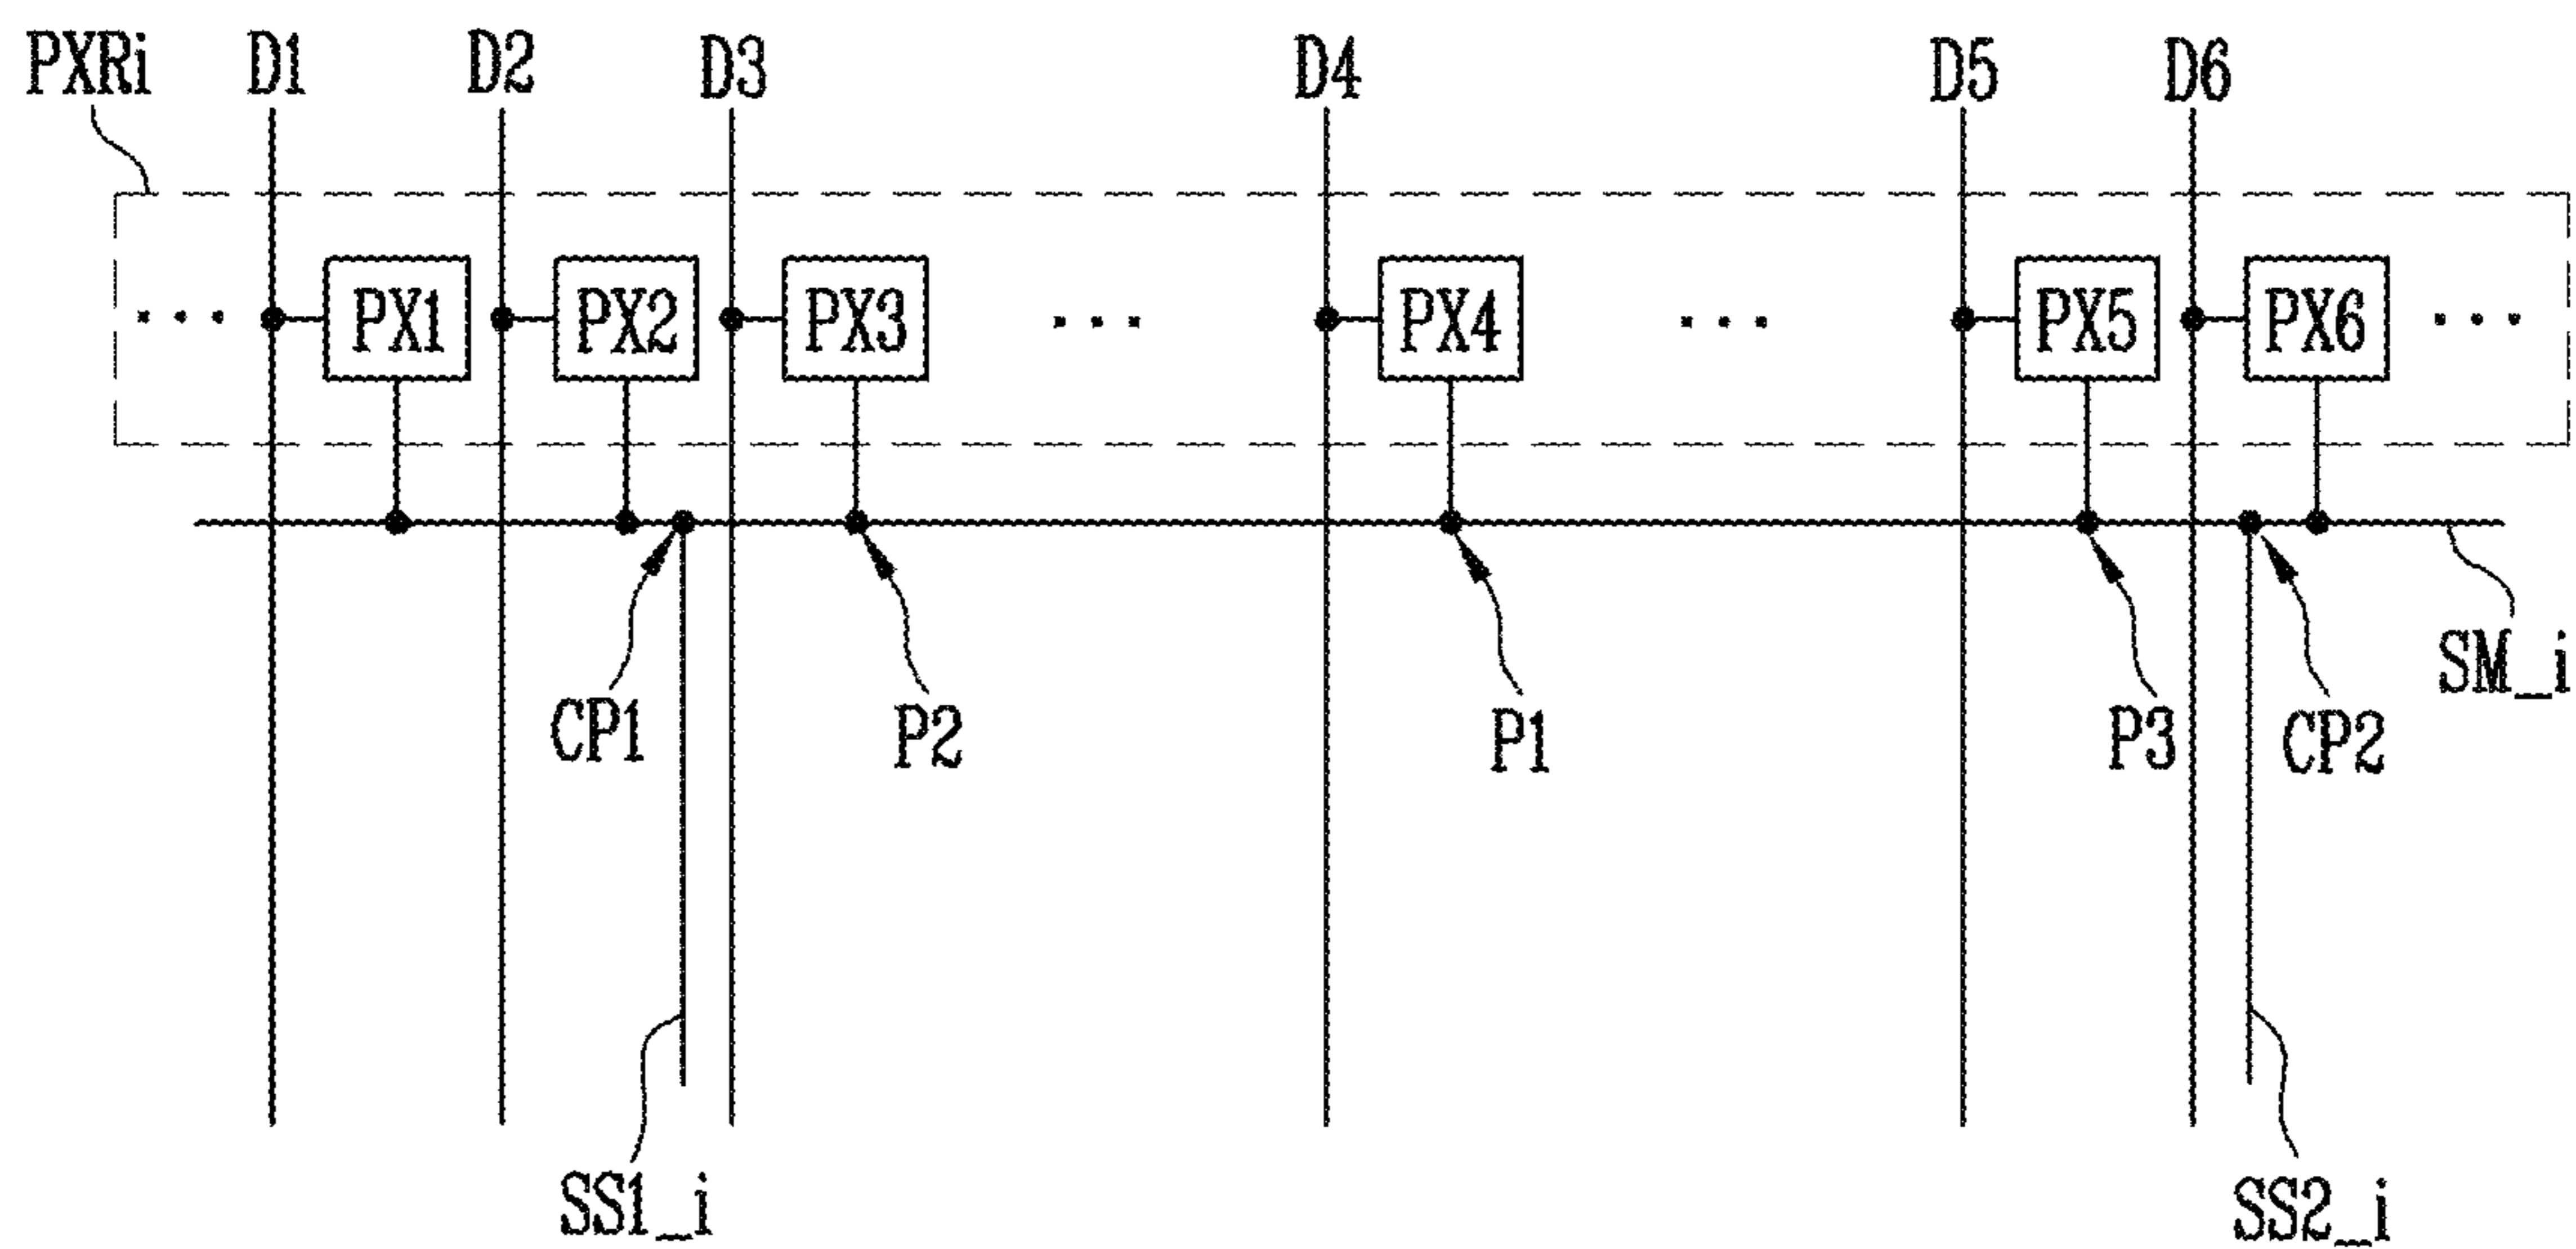 PXRi D1 D2 D3 D4 D5 D6
... PX1 PX2 PX3 ... PX4 ... PX5 PX6 ...
SM_i
CP1 P2 P1 P3 CP2
SS1_i SS2_i